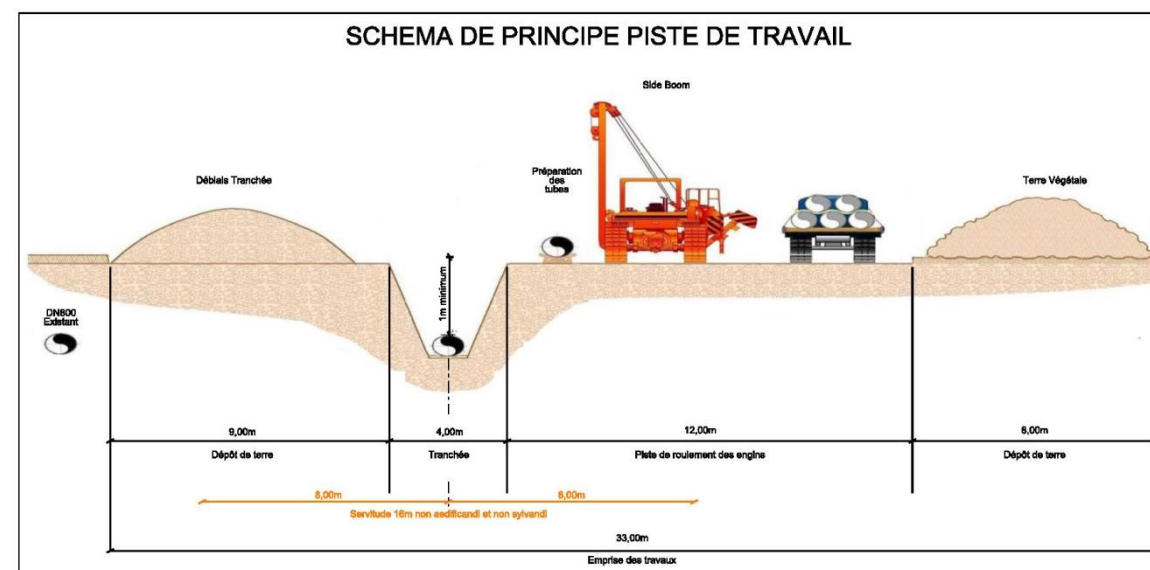 SCHEMA DE PRINCIPE PISTE DE TRAVAIL
Side Boom
Déblais Tranchée
Préparation
des
tubes
Terre Végétale
1m minimum
DN800
Existant
9,00m
4,00m
12,00m
8,00m
Dépôt de terre
Tranchée
Piste de roulement des engins
Dépôt de terre
8,00m
8,00m
Servitude 16m non aedificandi et non sylvandi
33,00m
Emprise des travaux